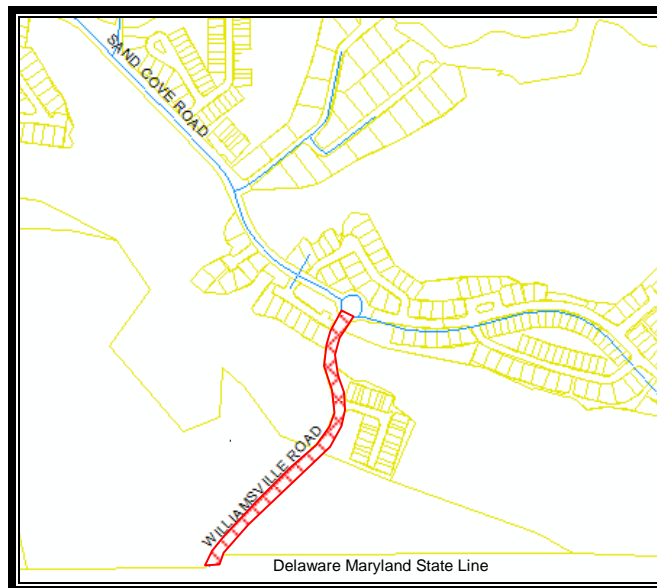 SAND COVE ROAD
WILLIAMSVILLE ROAD
Delaware Maryland State Line